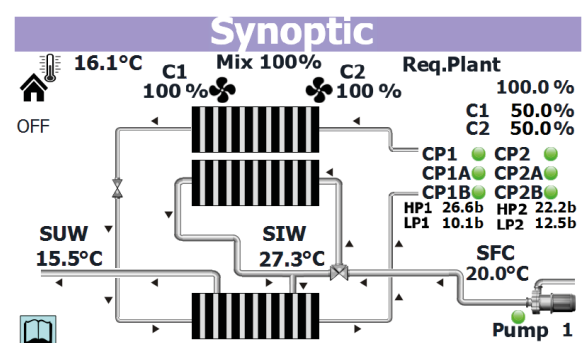 Synoptic
16.1°C
C1
100 %
Mix 100%
C2
100 %
Req.Plant
100.0 %
C1 50.0%
C2 50.0%
OFF
CP1 CP2
CP1A CP2A
CP1B CP2B
HP1 26.6b HP2 22.2b
LP1 10.1b LP2 12.5b
SUW
15.5°C
SIW
27.3°C
SFC
20.0°C
Pump 1